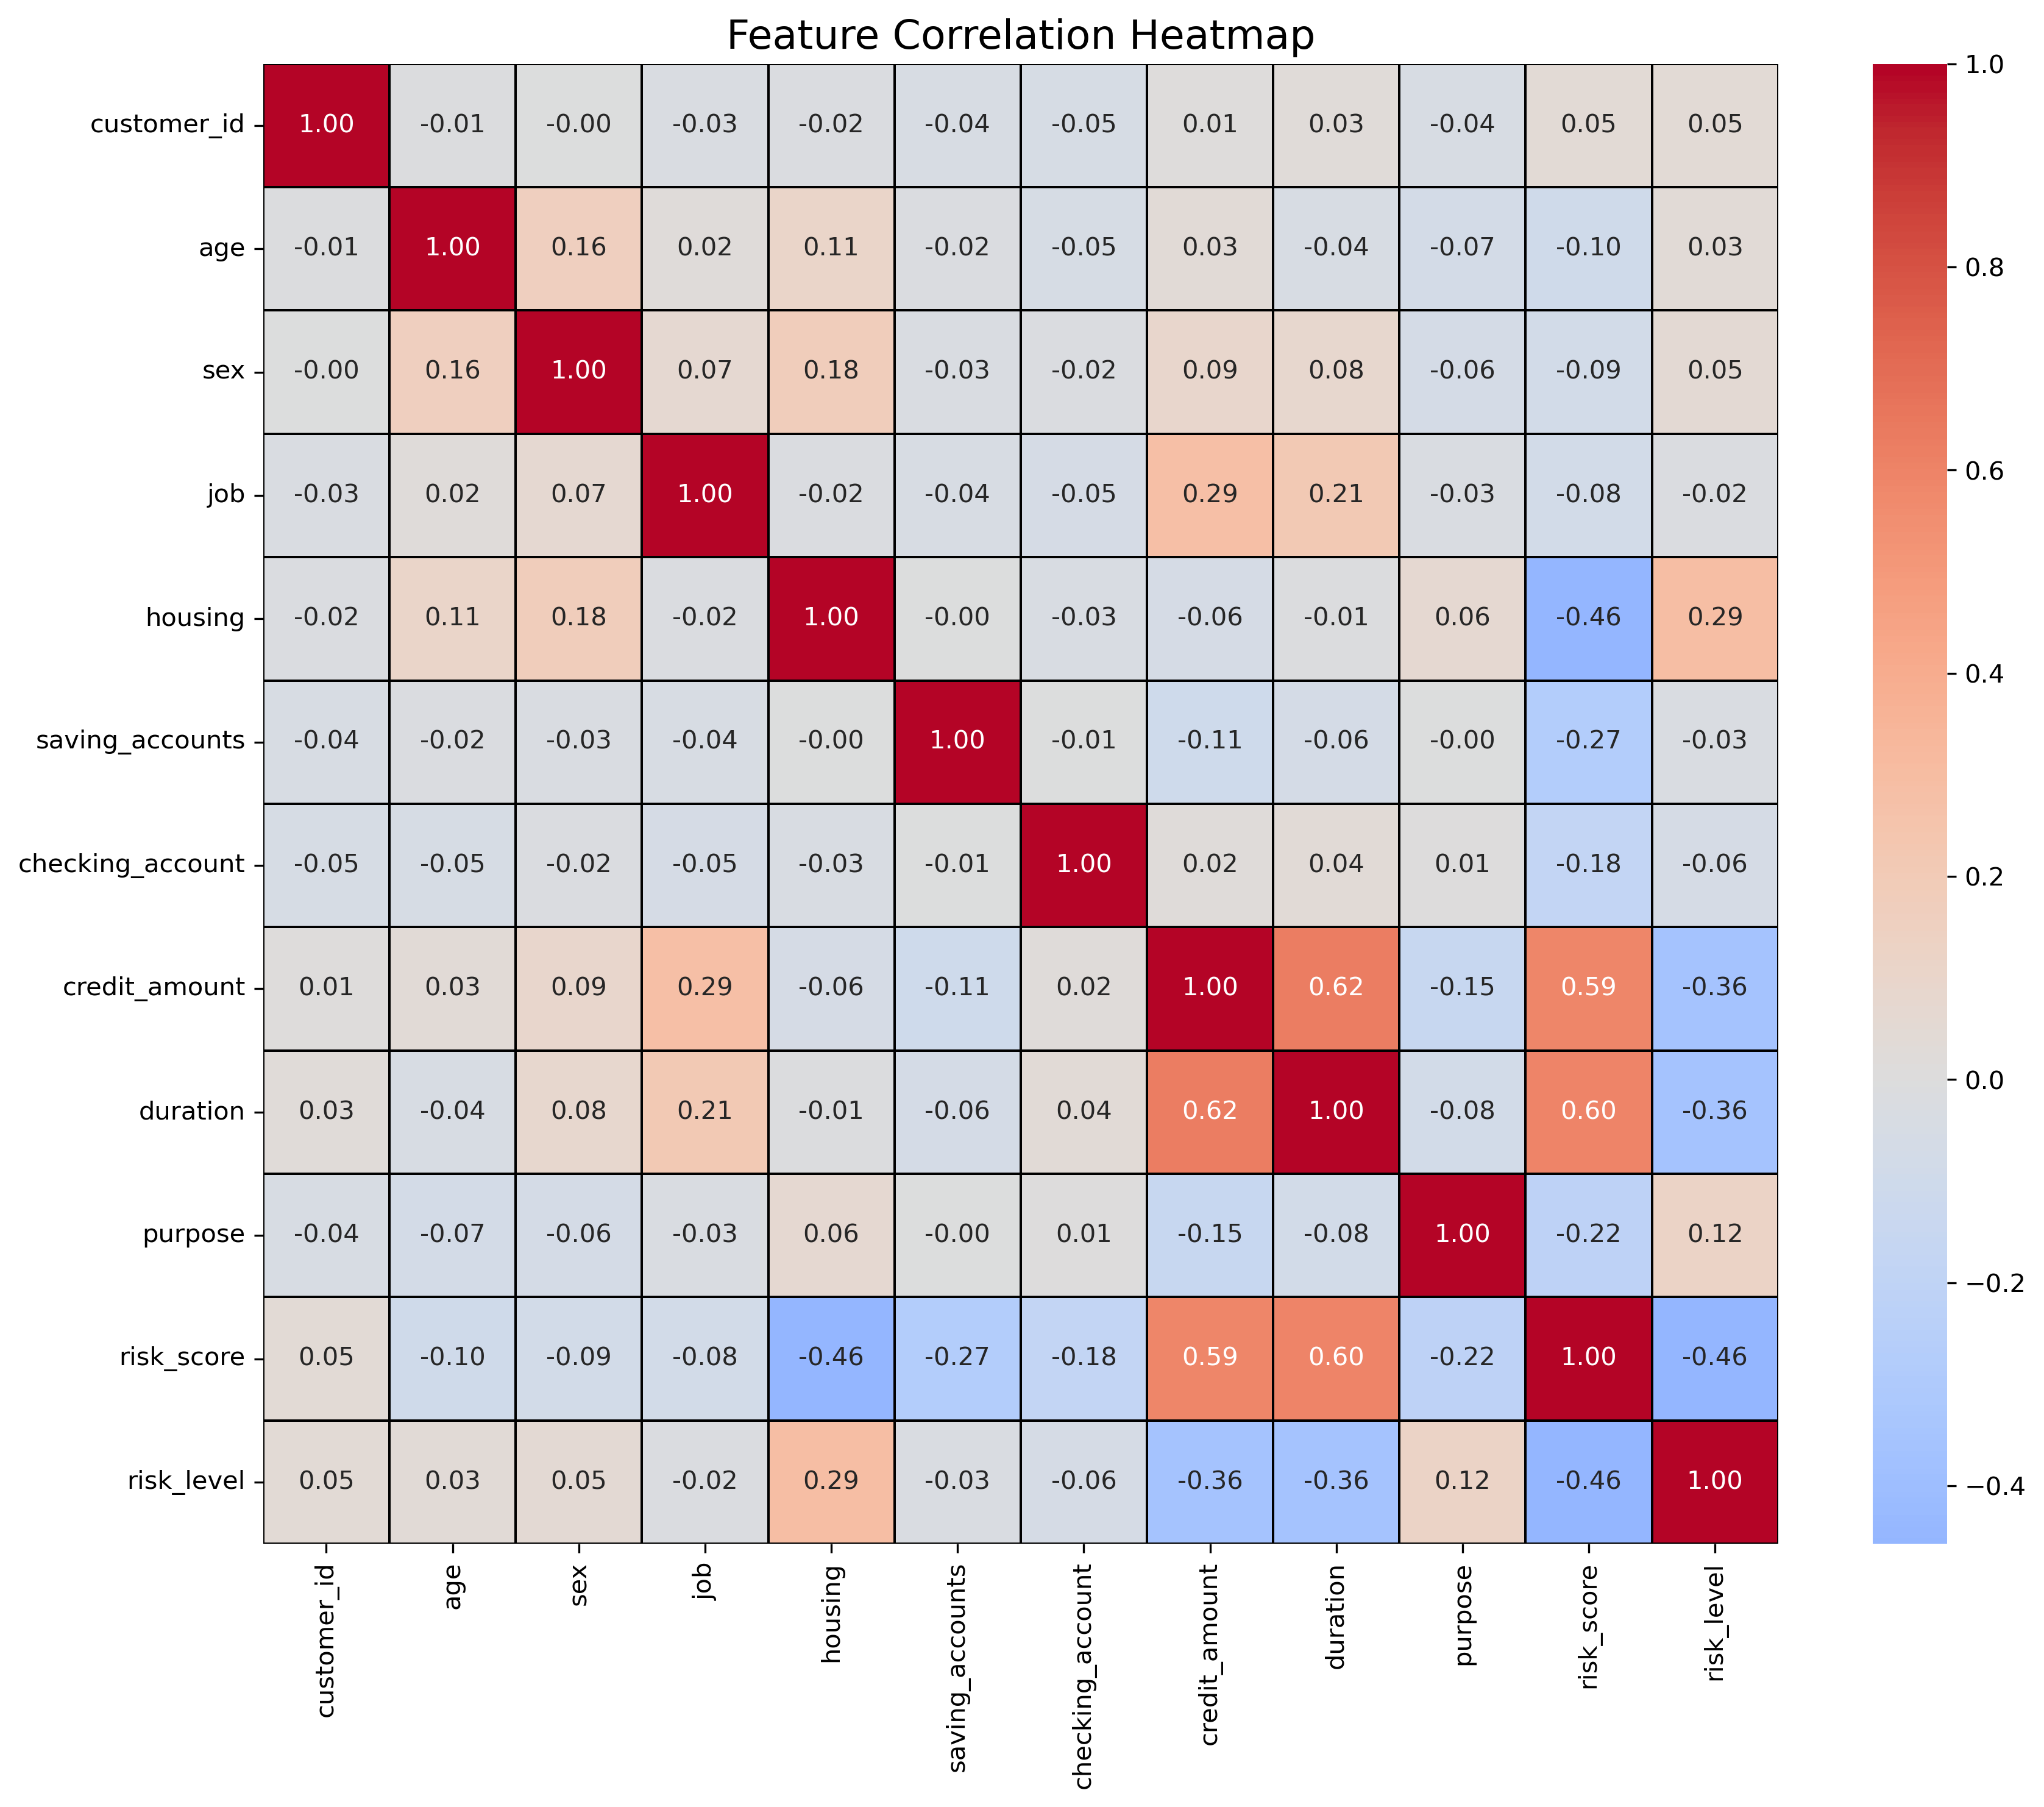 Feature Correlation Heatmap
customer_id 1.00 -0.01 -0.00 -0.03 -0.02 -0.04 -0.05 0.01 0.03 -0.04 0.05 0.05
age -0.01 1.00 0.16 0.02 0.11 -0.02 -0.05 0.03 -0.04 -0.07 -0.10 0.03
sex -0.00 0.16 1.00 0.07 0.18 -0.03 -0.02 0.09 0.08 -0.06 -0.09 0.05
job -0.03 0.02 0.07 1.00 -0.02 -0.04 -0.05 0.29 0.21 -0.03 -0.08 -0.02
housing -0.02 0.11 0.18 -0.02 1.00 -0.00 -0.03 -0.06 -0.01 0.06 -0.46 0.29
saving_accounts -0.04 -0.02 -0.03 -0.04 -0.00 1.00 -0.01 -0.11 -0.06 -0.00 -0.27 -0.03
checking_account -0.05 -0.05 -0.02 -0.05 -0.03 -0.01 1.00 0.02 0.04 0.01 -0.18 -0.06
credit_amount 0.01 0.03 0.09 0.29 -0.06 -0.11 0.02 1.00 0.62 -0.15 0.59 -0.36
duration 0.03 -0.04 0.08 0.21 -0.01 -0.06 0.04 0.62 1.00 -0.08 0.60 -0.36
purpose -0.04 -0.07 -0.06 -0.03 0.06 -0.00 0.01 -0.15 -0.08 1.00 -0.22 0.12
risk_score 0.05 -0.10 -0.09 -0.08 -0.46 -0.27 -0.18 0.59 0.60 -0.22 1.00 -0.46
risk_level 0.05 0.03 0.05 -0.02 0.29 -0.03 -0.06 -0.36 -0.36 0.12 -0.46 1.00
customer_id
age
sex
job
housing
saving_accounts
checking_account
credit_amount
duration
purpose
risk_score
risk_level
1.0
0.8
0.6
0.4
0.2
0.0
−0.2
−0.4